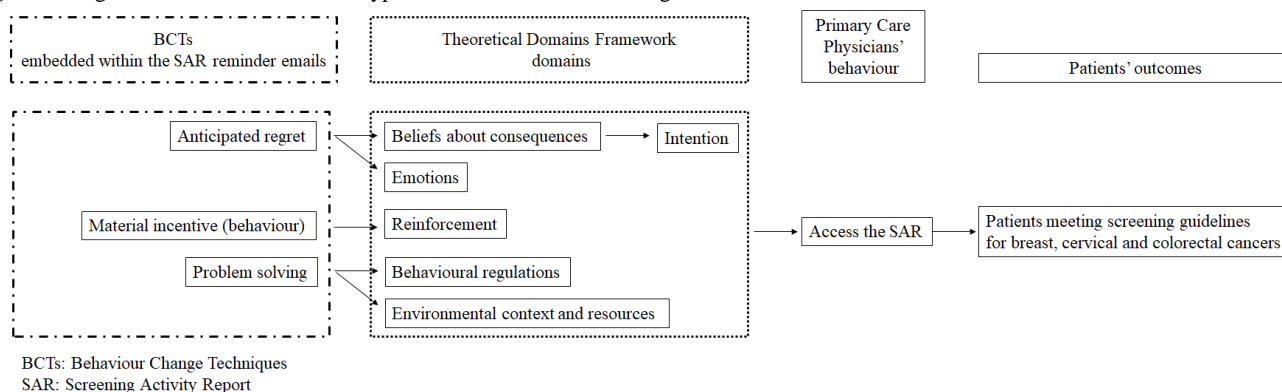 BCTs
embedded within the SAR reminder emails
Theoretical Domains Framework
domains
Primary Care
Physicians'
behaviour
Patients' outcomes
Anticipated regret
Beliefs about consequences
Intention
Emotions
Material incentive (behaviour)
Reinforcement
Access the SAR
Patients meeting screening guidelines
for breast, cervical and colorectal cancers
Problem solving
Behavioural regulations
Environmental context and resources
BCTs: Behaviour Change Techniques
SAR: Screening Activity Report